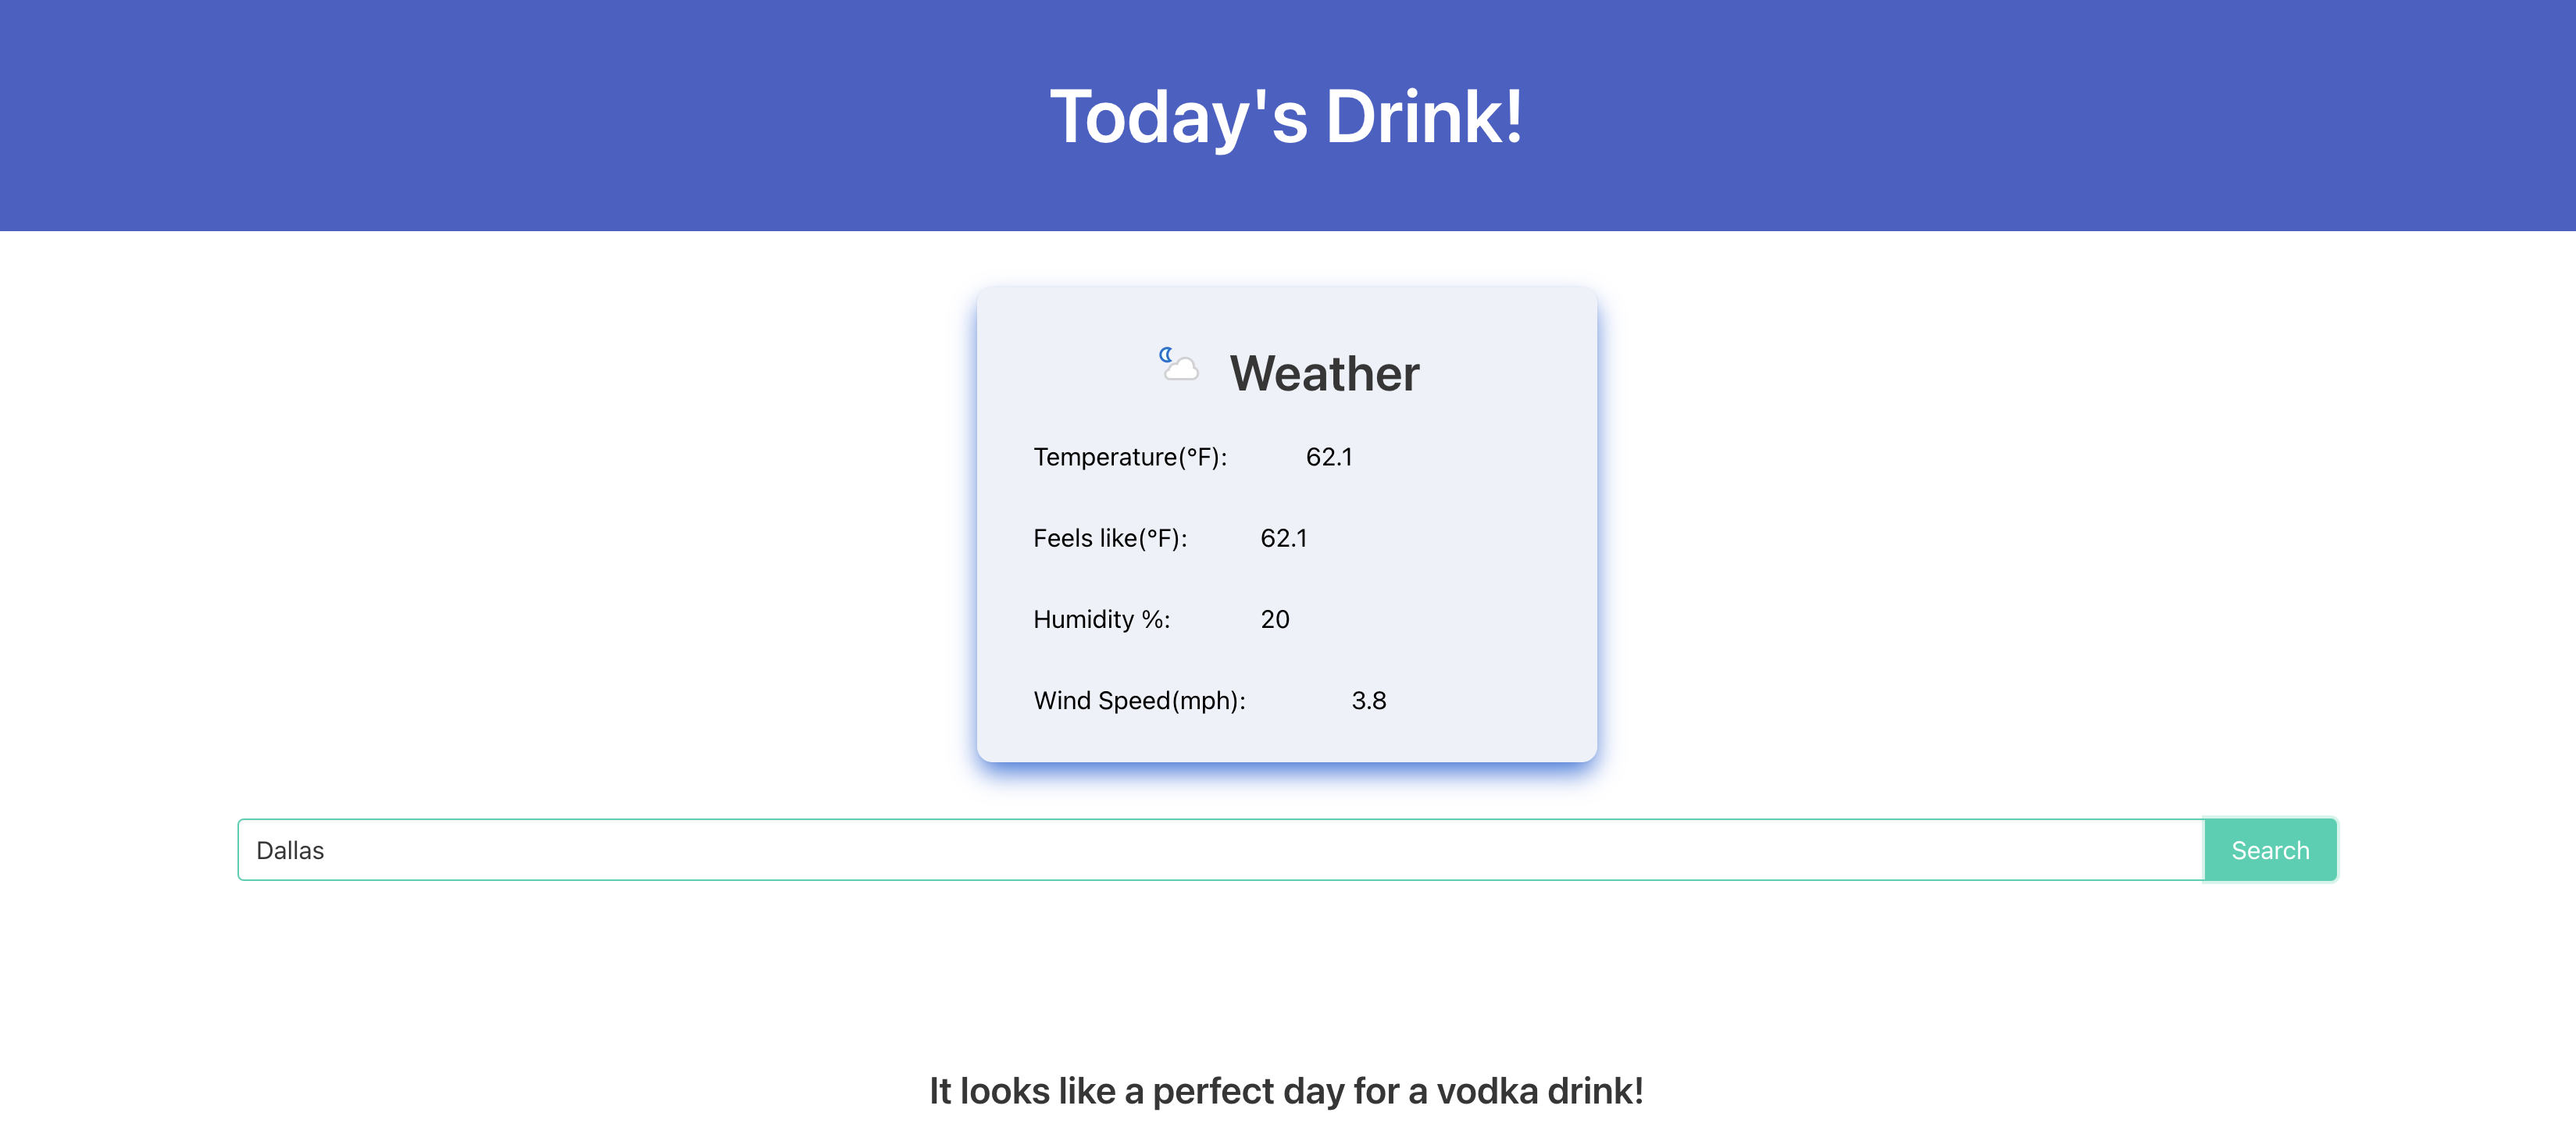 Today's Drink!
Weather
Temperature(°F): 62.1
Feels like(°F): 62.1
Humidity %: 20
Wind Speed(mph): 3.8
Dallas Search
It looks like a perfect day for a vodka drink!